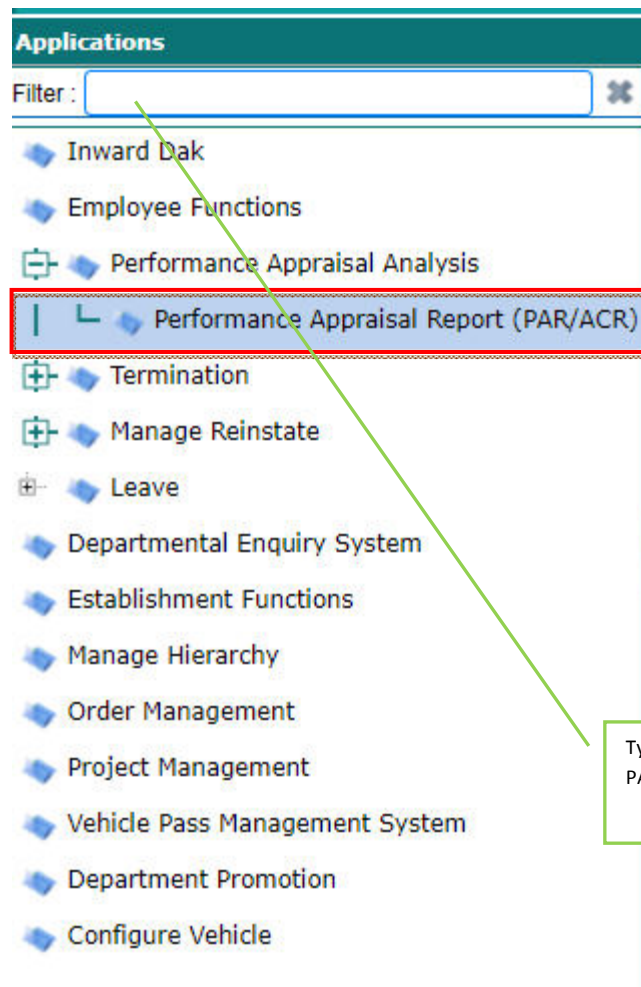 Applications
Filter :
Inward Dak
Employee Functions
Performance Appraisal Analysis
Performance Appraisal Report (PAR/ACR)
Termination
Manage Reinstate
Leave
Departmental Enquiry System
Establishment Functions
Manage Hierarchy
Order Management
Project Management
Vehicle Pass Management System
Department Promotion
Configure Vehicle